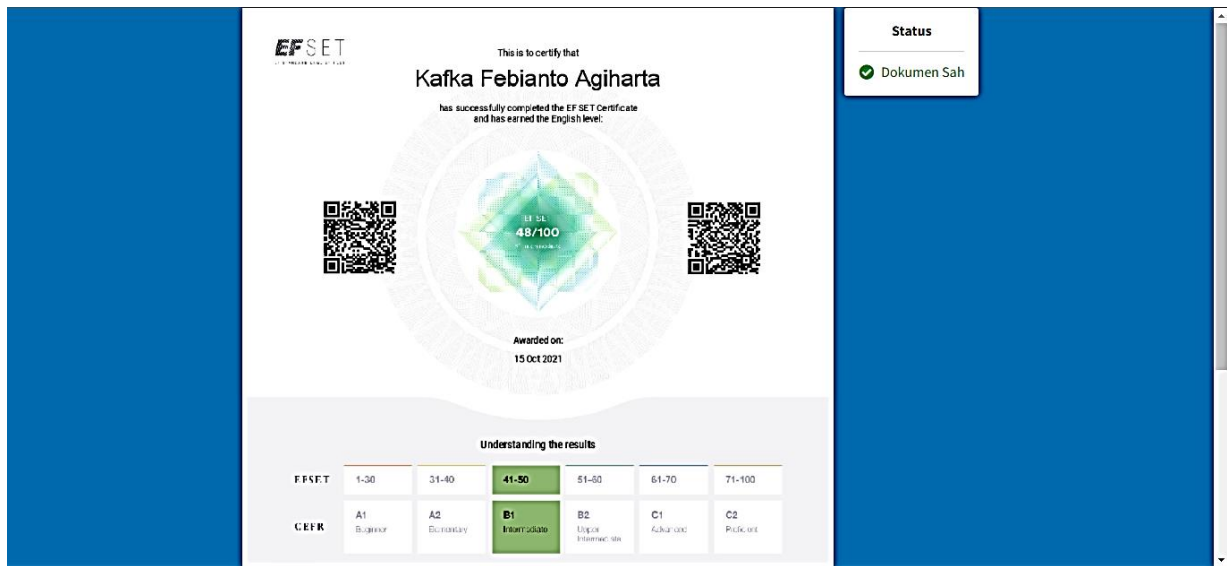 EFSET
This is to certify that
Kafka Febianto Agiharta
has successfully completed the EF SET Certificate
and has earned the English level:
EF SET
48/100
Awarded on:
15 Oct 2021
Understanding the results
EFSET 1-30 31-40 41-50 51-60 61-70 71-100
CEFR A1 A2 B1 B2 C1 C2
Beginner Elementary Intermediate Upper Intermediate Advanced Proficient
Status
Dokumen Sah